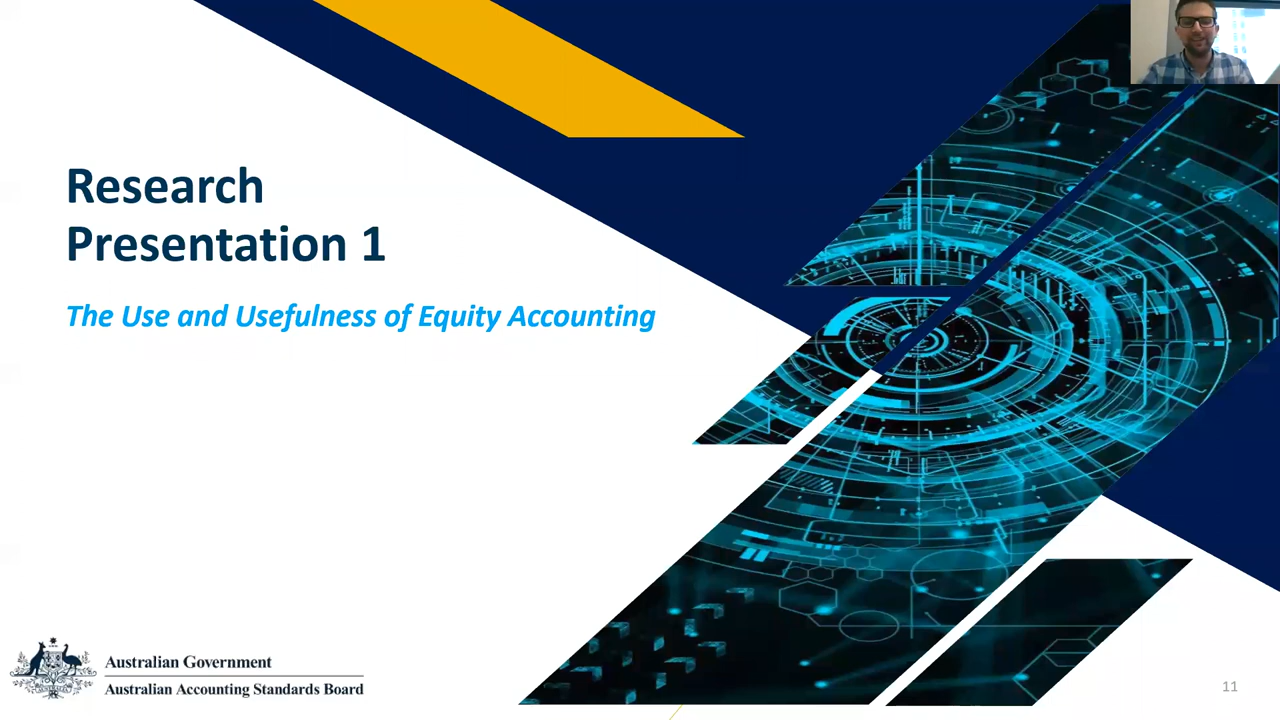 Research
Presentation 1
The Use and Usefulness of Equity Accounting
Australian Government
Australian Accounting Standards Board
11